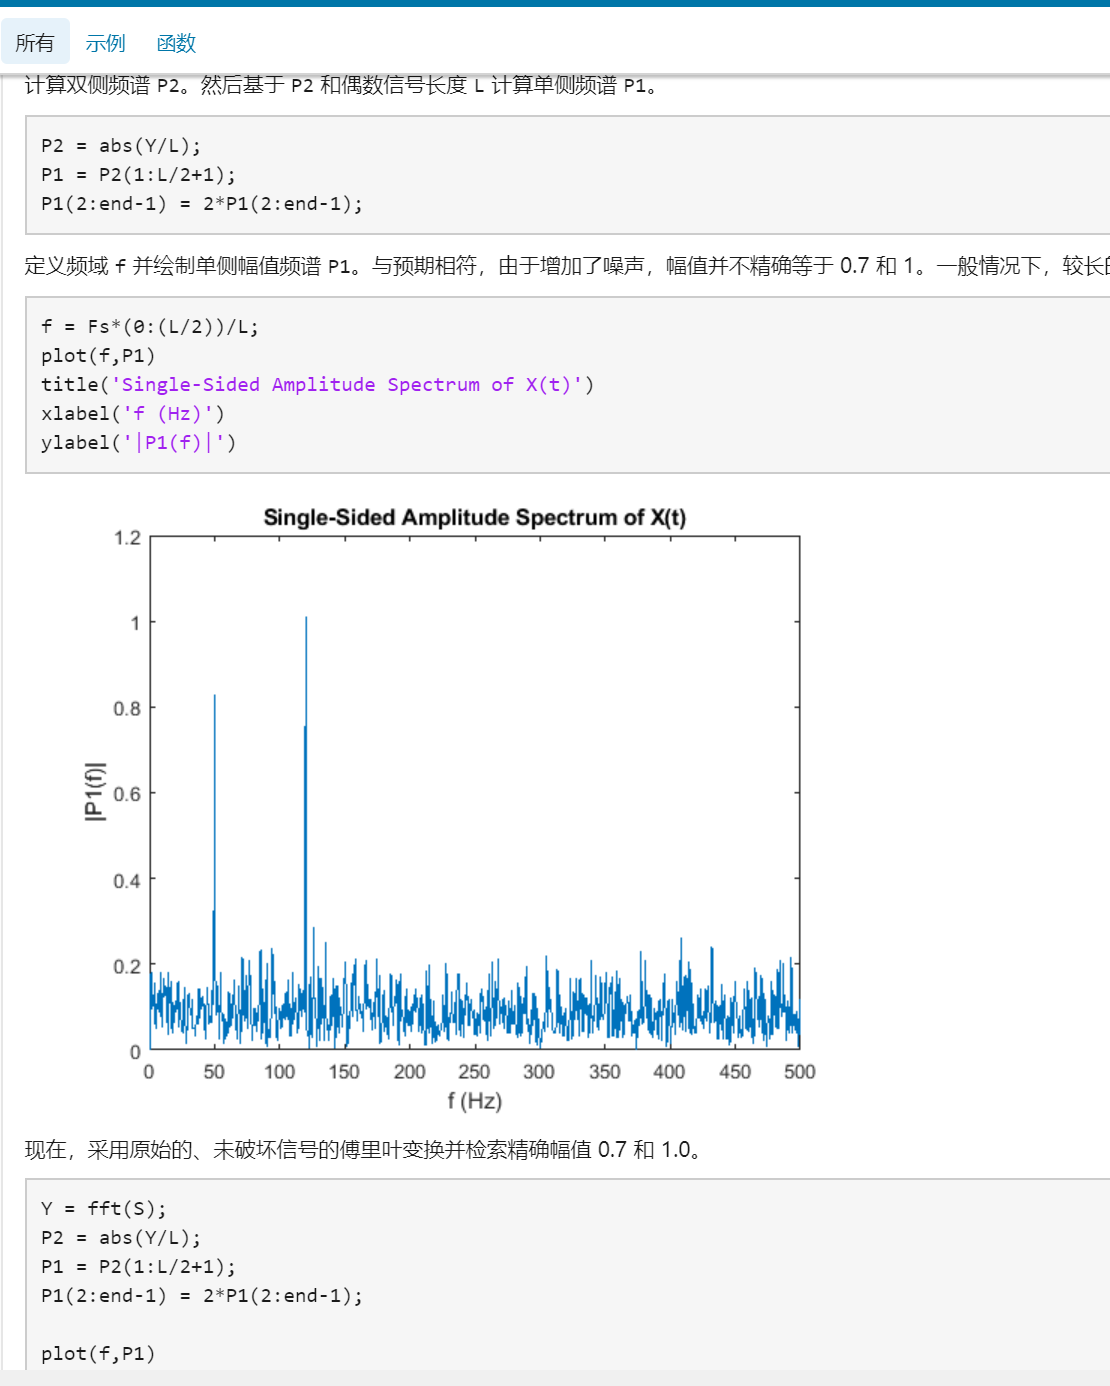 所有 示例 函数
计算双侧频谱 P2。然后基于 P2 和偶数信号长度 L 计算单侧频谱 P1。
P2 = abs(Y/L);
P1 = P2(1:L/2+1);
P1(2:end-1) = 2*P1(2:end-1);
定义频域 f 并绘制单侧幅值频谱 P1。与预期相符，由于增加了噪声，幅值并不精确等于 0.7 和 1。一般情况下，较长
f = Fs*(0:(L/2))/L;
plot(f,P1)
title('Single-Sided Amplitude Spectrum of X(t)')
xlabel('f (Hz)')
ylabel('|P1(f)|')
Single-Sided Amplitude Spectrum of X(t)
1.2
1
0.8
|P1(f)|
0.6
0.4
0.2
0
0 50 100 150 200 250 300 350 400 450 500
f (Hz)
现在，采用原始的、未破坏信号的傅里叶变换并检索精确幅值 0.7 和 1.0。
Y = fft(S);
P2 = abs(Y/L);
P1 = P2(1:L/2+1);
P1(2:end-1) = 2*P1(2:end-1);
plot(f,P1)